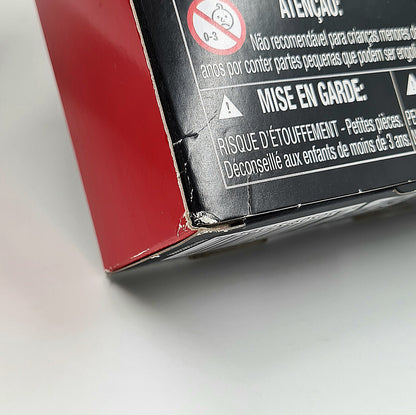 ATENÇÃO:
0-3
Não recomendável para crianças menores de
anos por conter partes pequenas que podem ser
MISE EN GARDE:
RISQUE D'ÉTOUFFEMENT - Petites pièces.
Déconseillé aux enfants de moins de 3 ans.